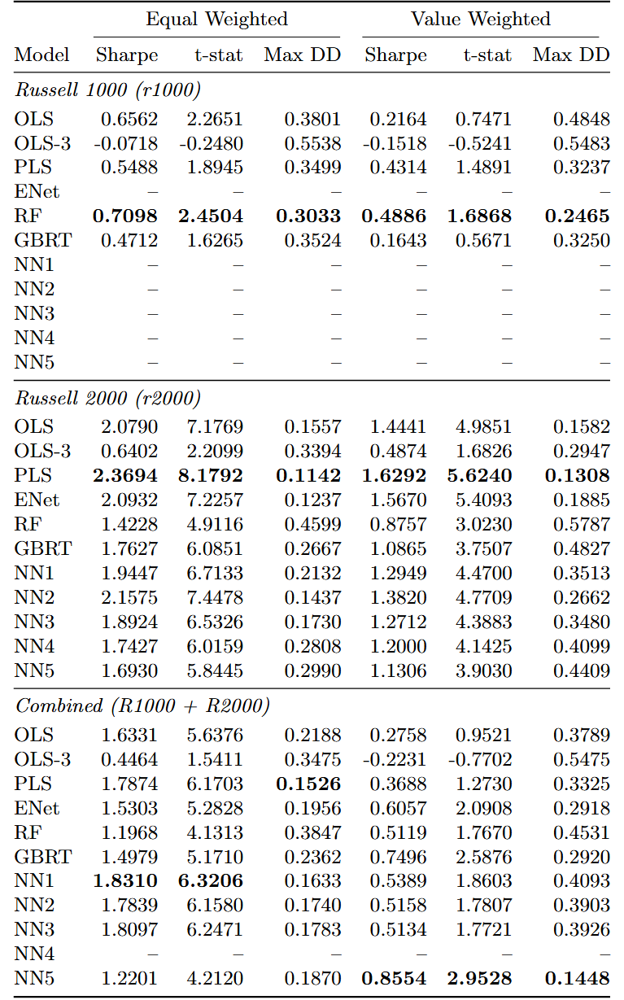 Equal Weighted Value Weighted
Model Sharpe t-stat Max DD Sharpe t-stat Max DD
Russell 1000 (r1000)
OLS 0.6562 2.2651 0.3801 0.2164 0.7471 0.4848
OLS-3 -0.0718 -0.2480 0.5538 -0.1518 -0.5241 0.5483
PLS 0.5488 1.8945 0.3499 0.4314 1.4891 0.3237
ENet – – – – – –
RF 0.7098 2.4504 0.3033 0.4886 1.6868 0.2465
GBRT 0.4712 1.6265 0.3524 0.1643 0.5671 0.3250
NN1 – – – – – –
NN2 – – – – – –
NN3 – – – – – –
NN4 – – – – – –
NN5 – – – – – –
Russell 2000 (r2000)
OLS 2.0790 7.1769 0.1557 1.4441 4.9851 0.1582
OLS-3 0.6402 2.2099 0.3394 0.4874 1.6826 0.2947
PLS 2.3694 8.1792 0.1142 1.6292 5.6240 0.1308
ENet 2.0932 7.2257 0.1237 1.5670 5.4093 0.1885
RF 1.4228 4.9116 0.4599 0.8757 3.0230 0.5787
GBRT 1.7627 6.0851 0.2667 1.0865 3.7507 0.4827
NN1 1.9447 6.7133 0.2132 1.2949 4.4700 0.3513
NN2 2.1575 7.4478 0.1437 1.3820 4.7709 0.2662
NN3 1.8924 6.5326 0.1730 1.2712 4.3883 0.3480
NN4 1.7427 6.0159 0.2808 1.2000 4.1425 0.4099
NN5 1.6930 5.8445 0.2990 1.1306 3.9030 0.4409
Combined (R1000 + R2000)
OLS 1.6331 5.6376 0.2188 0.2758 0.9521 0.3789
OLS-3 0.4464 1.5411 0.3475 -0.2231 -0.7702 0.5475
PLS 1.7874 6.1703 0.1526 0.3688 1.2730 0.3325
ENet 1.5303 5.2828 0.1956 0.6057 2.0908 0.2918
RF 1.1968 4.1313 0.3847 0.5119 1.7670 0.4531
GBRT 1.4979 5.1710 0.2362 0.7496 2.5876 0.2920
NN1 1.8310 6.3206 0.1633 0.5389 1.8603 0.4093
NN2 1.7839 6.1580 0.1740 0.5158 1.7807 0.3903
NN3 1.8097 6.2471 0.1783 0.5134 1.7721 0.3926
NN4 – – – – – –
NN5 1.2201 4.2120 0.1870 0.8554 2.9528 0.1448